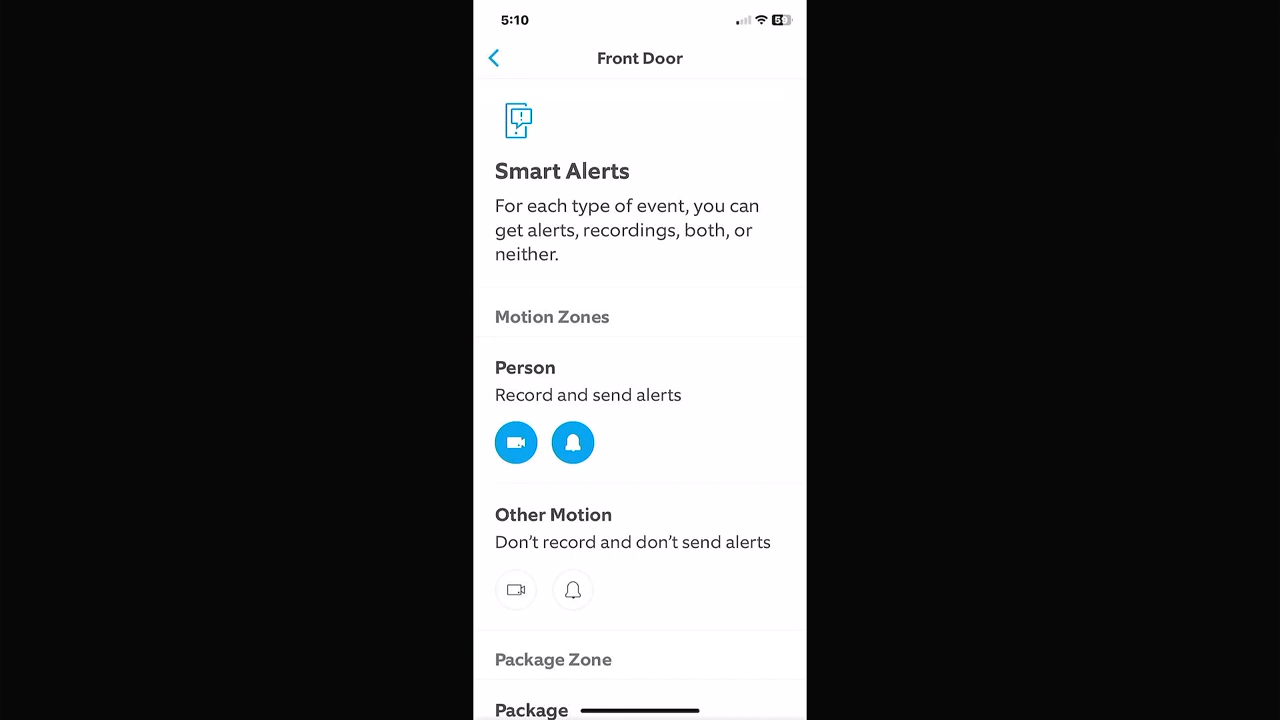 5:10
59
Front Door
Smart Alerts
For each type of event, you can
get alerts, recordings, both, or
neither.
Motion Zones
Person
Record and send alerts
Other Motion
Don’t record and don’t send alerts
Package Zone
Package